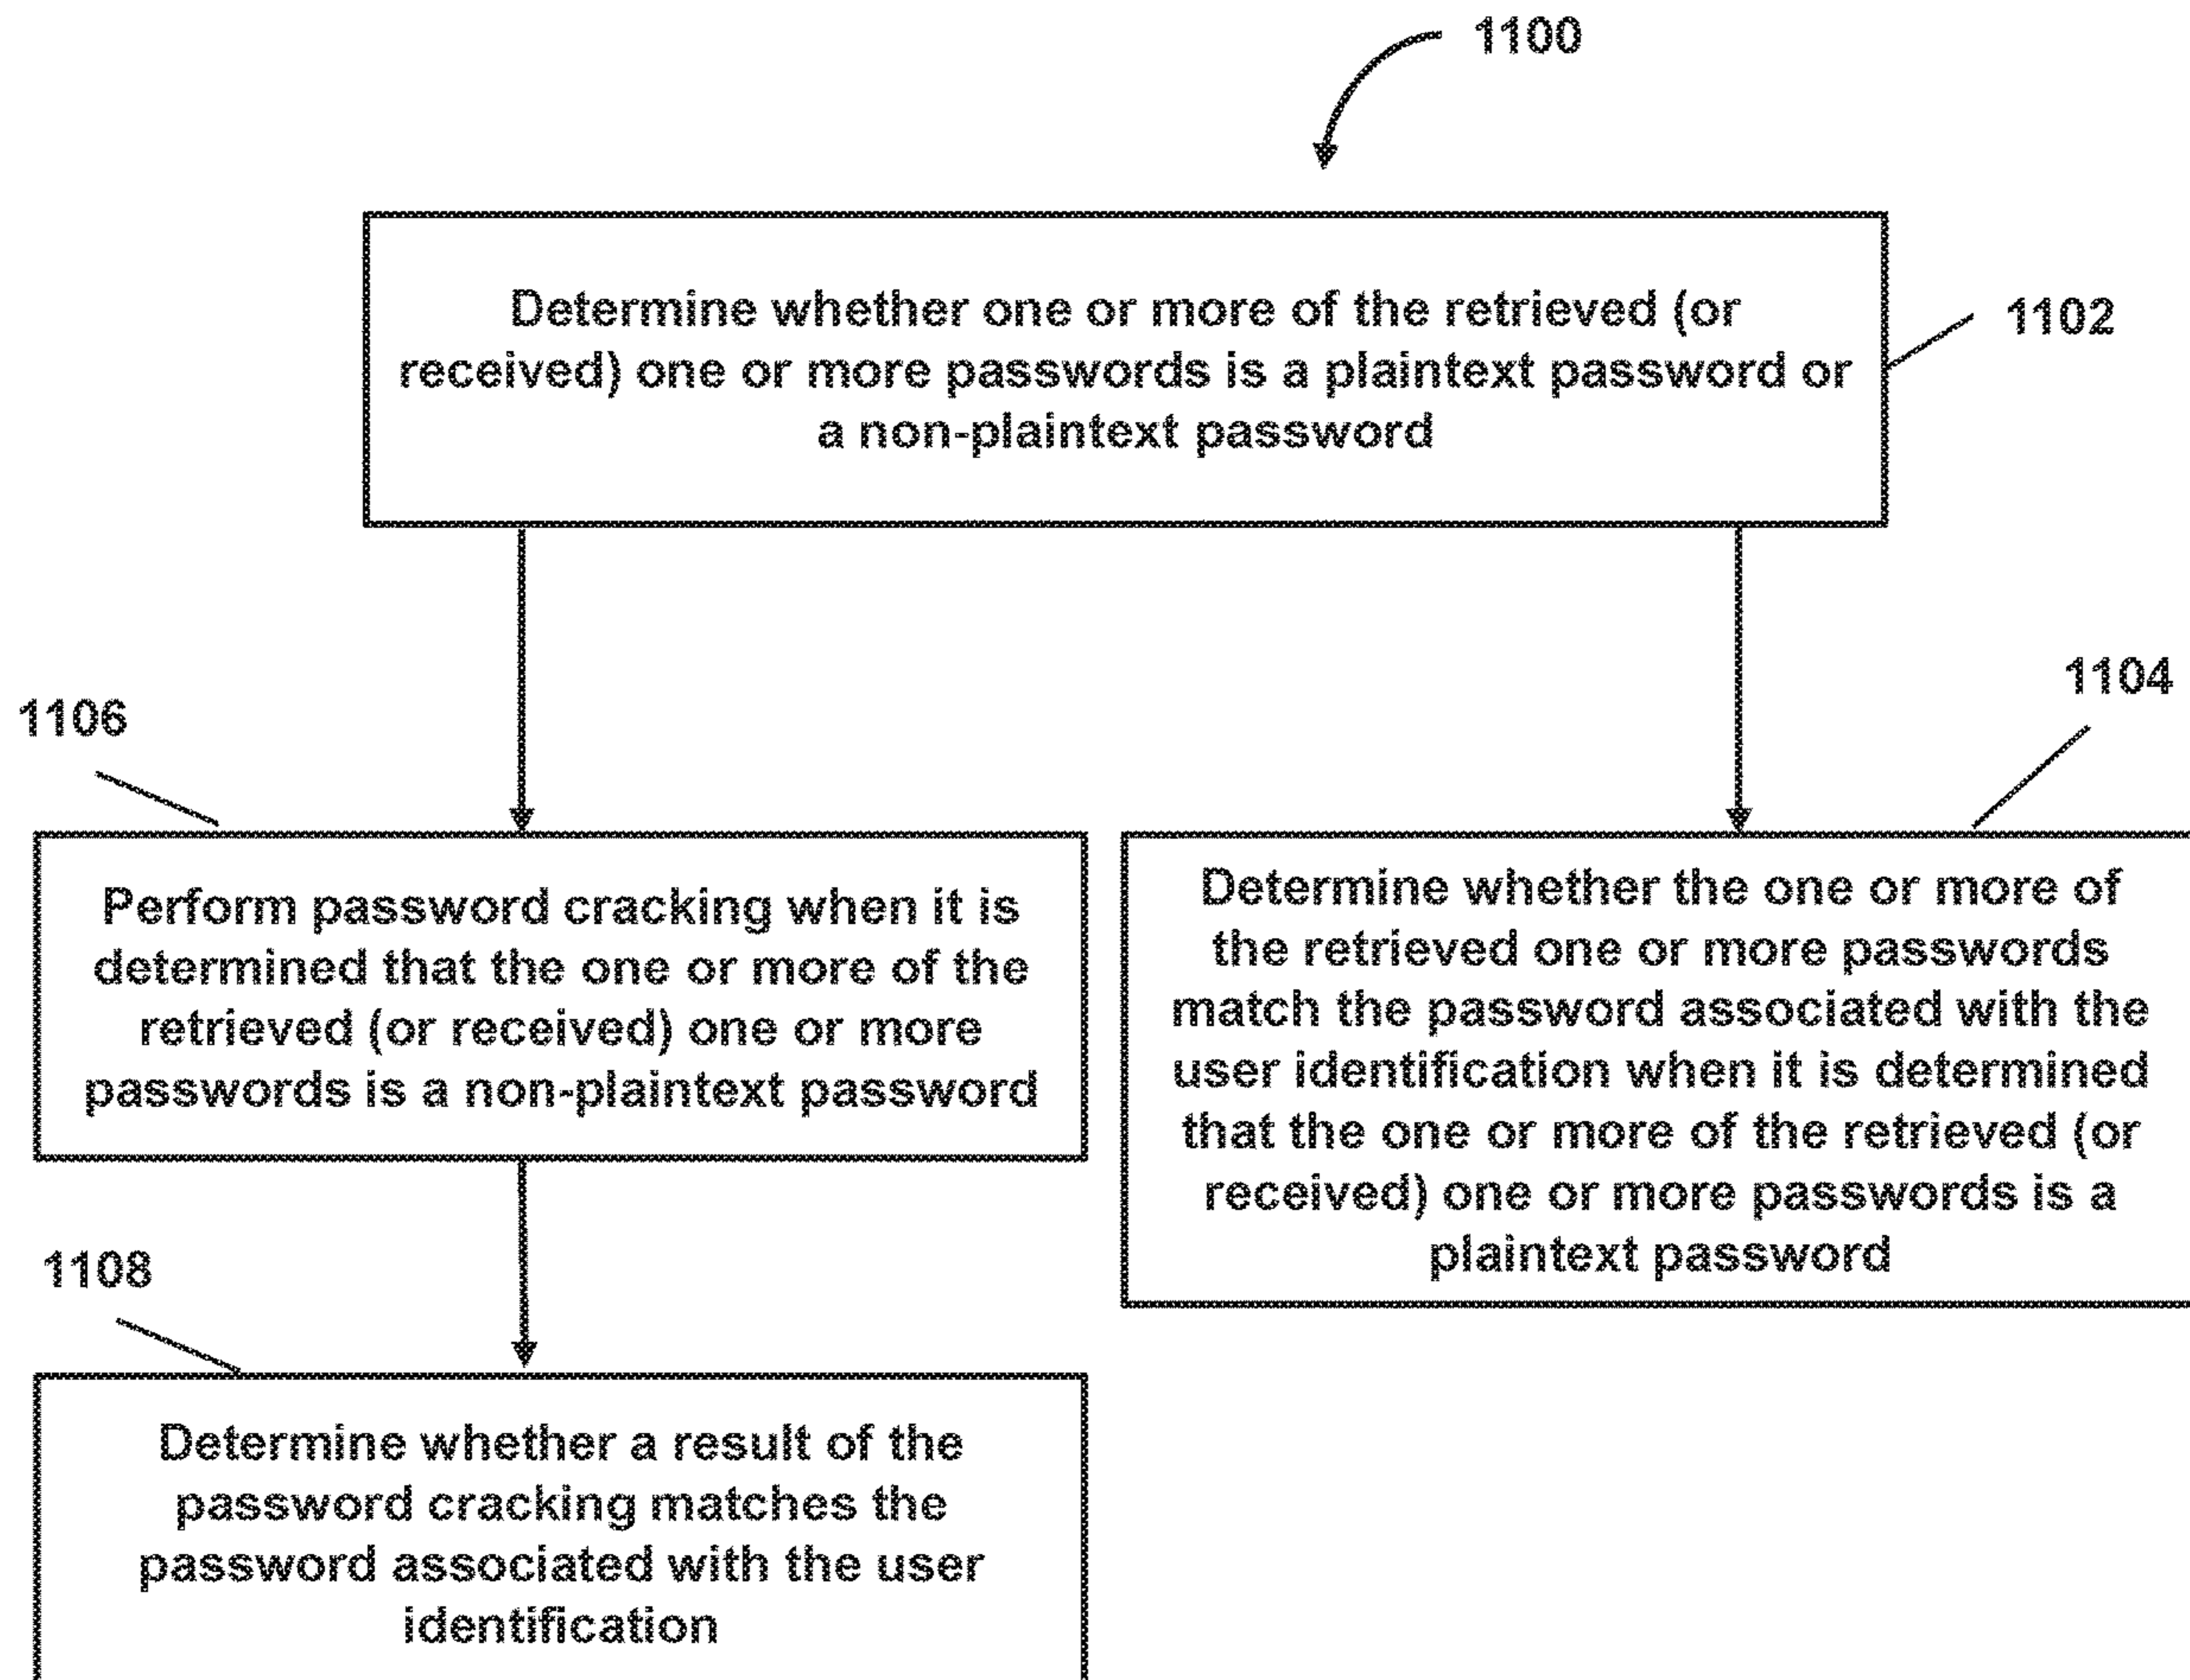 1100
Determine whether one or more of the retrieved (or
received) one or more passwords is a plaintext password or
a non-plaintext password
1102
1106
Perform password cracking when it is
determined that the one or more of the
retrieved (or received) one or more
passwords is a non-plaintext password
1104
Determine whether the one or more of
the retrieved one or more passwords
match the password associated with the
user identification when it is determined
that the one or more of the retrieved (or
received) one or more passwords is a
plaintext password
1108
Determine whether a result of the
password cracking matches the
password associated with the user
identification